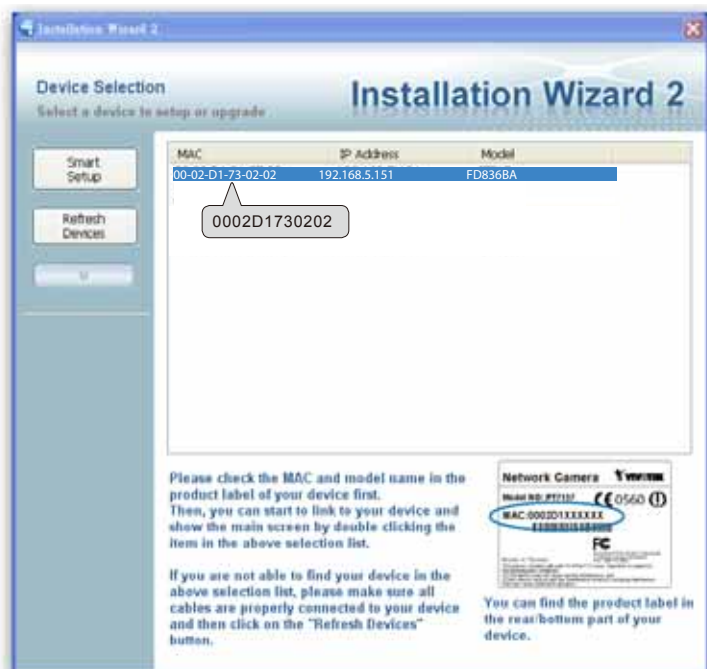 Installation Wizard 2
Device Selection
Select a device to setup or upgrade
Installation Wizard 2
Smart
Setup
Refresh
Devices
MAC IP Address Model
00-02-D1-73-02-02 192.168.5.151 FD836BA
0002D1730202
Please check the MAC and model name in the
product label of your device first.
Then, you can start to link to your device and
show the main screen by double clicking the
item in the above selection list.
If you are not able to find your device in the
above selection list, please make sure all
cables are properly connected to your device
and then click on the "Refresh Devices"
button.
Network Camera VIVOTEK
Model NO: PT7137 CE0560
MAC:0002D1XXXXXX
FC
You can find the product label in
the rear/bottom part of your
device.